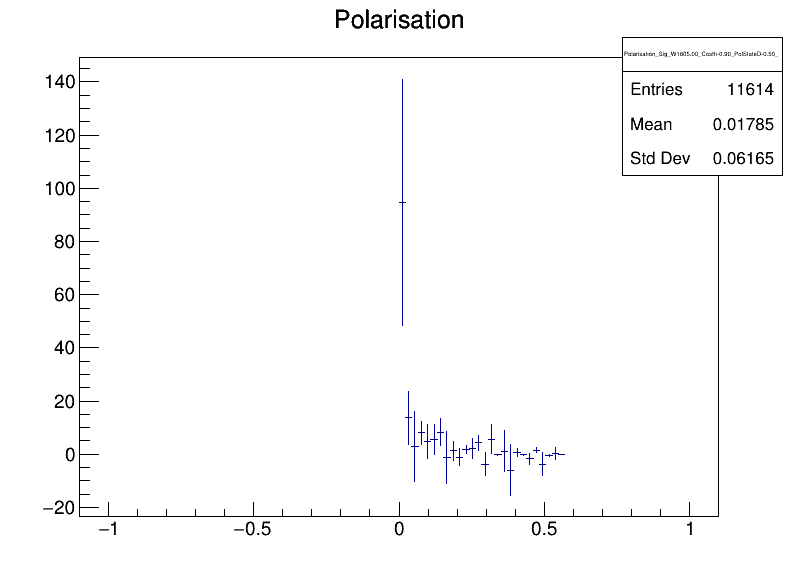 Polarisation
Polarisation_Sig_W1605.00_Costh-0.90_PolStateD-0.50_
Entries 11614
Mean 0.01785
Std Dev 0.06165
140
120
100
80
60
40
20
0
−20
−1 −0.5 0 0.5 1